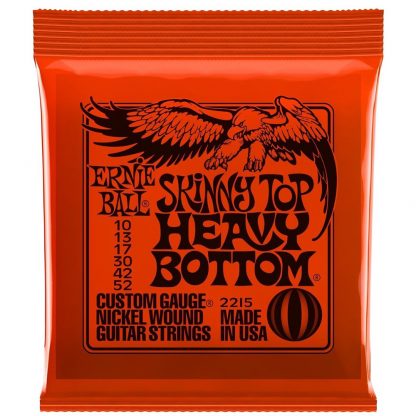 ERNIE
BALL®
SKINNY TOP
HEAVY
BOTTOM®
10
13
17
30
42
52
CUSTOM GAUGE®
NICKEL WOUND
GUITAR STRINGS
2215
MADE
IN USA